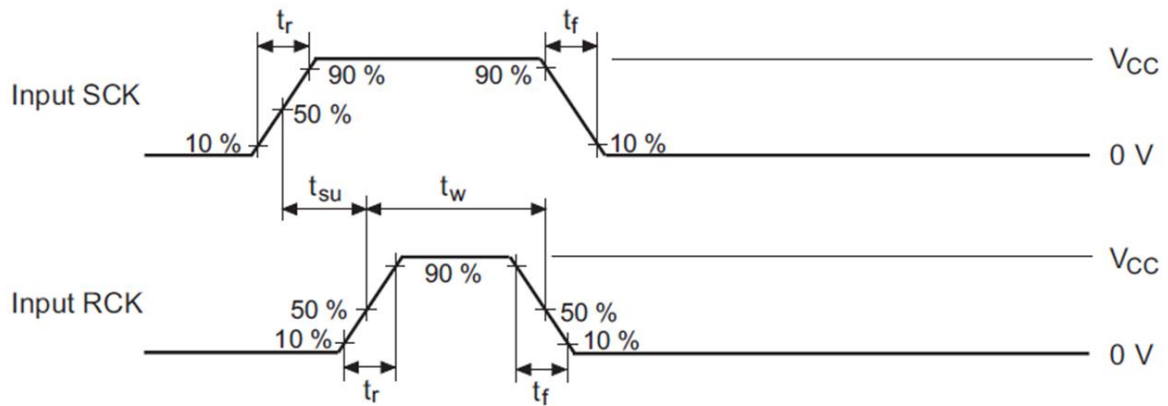 tr
tf
VCC
90 %
90 %
Input SCK
50 %
10 %
10 %
0 V
tsu
tw
VCC
90 %
Input RCK
50 %
50 %
10 %
10 %
0 V
tr
tf